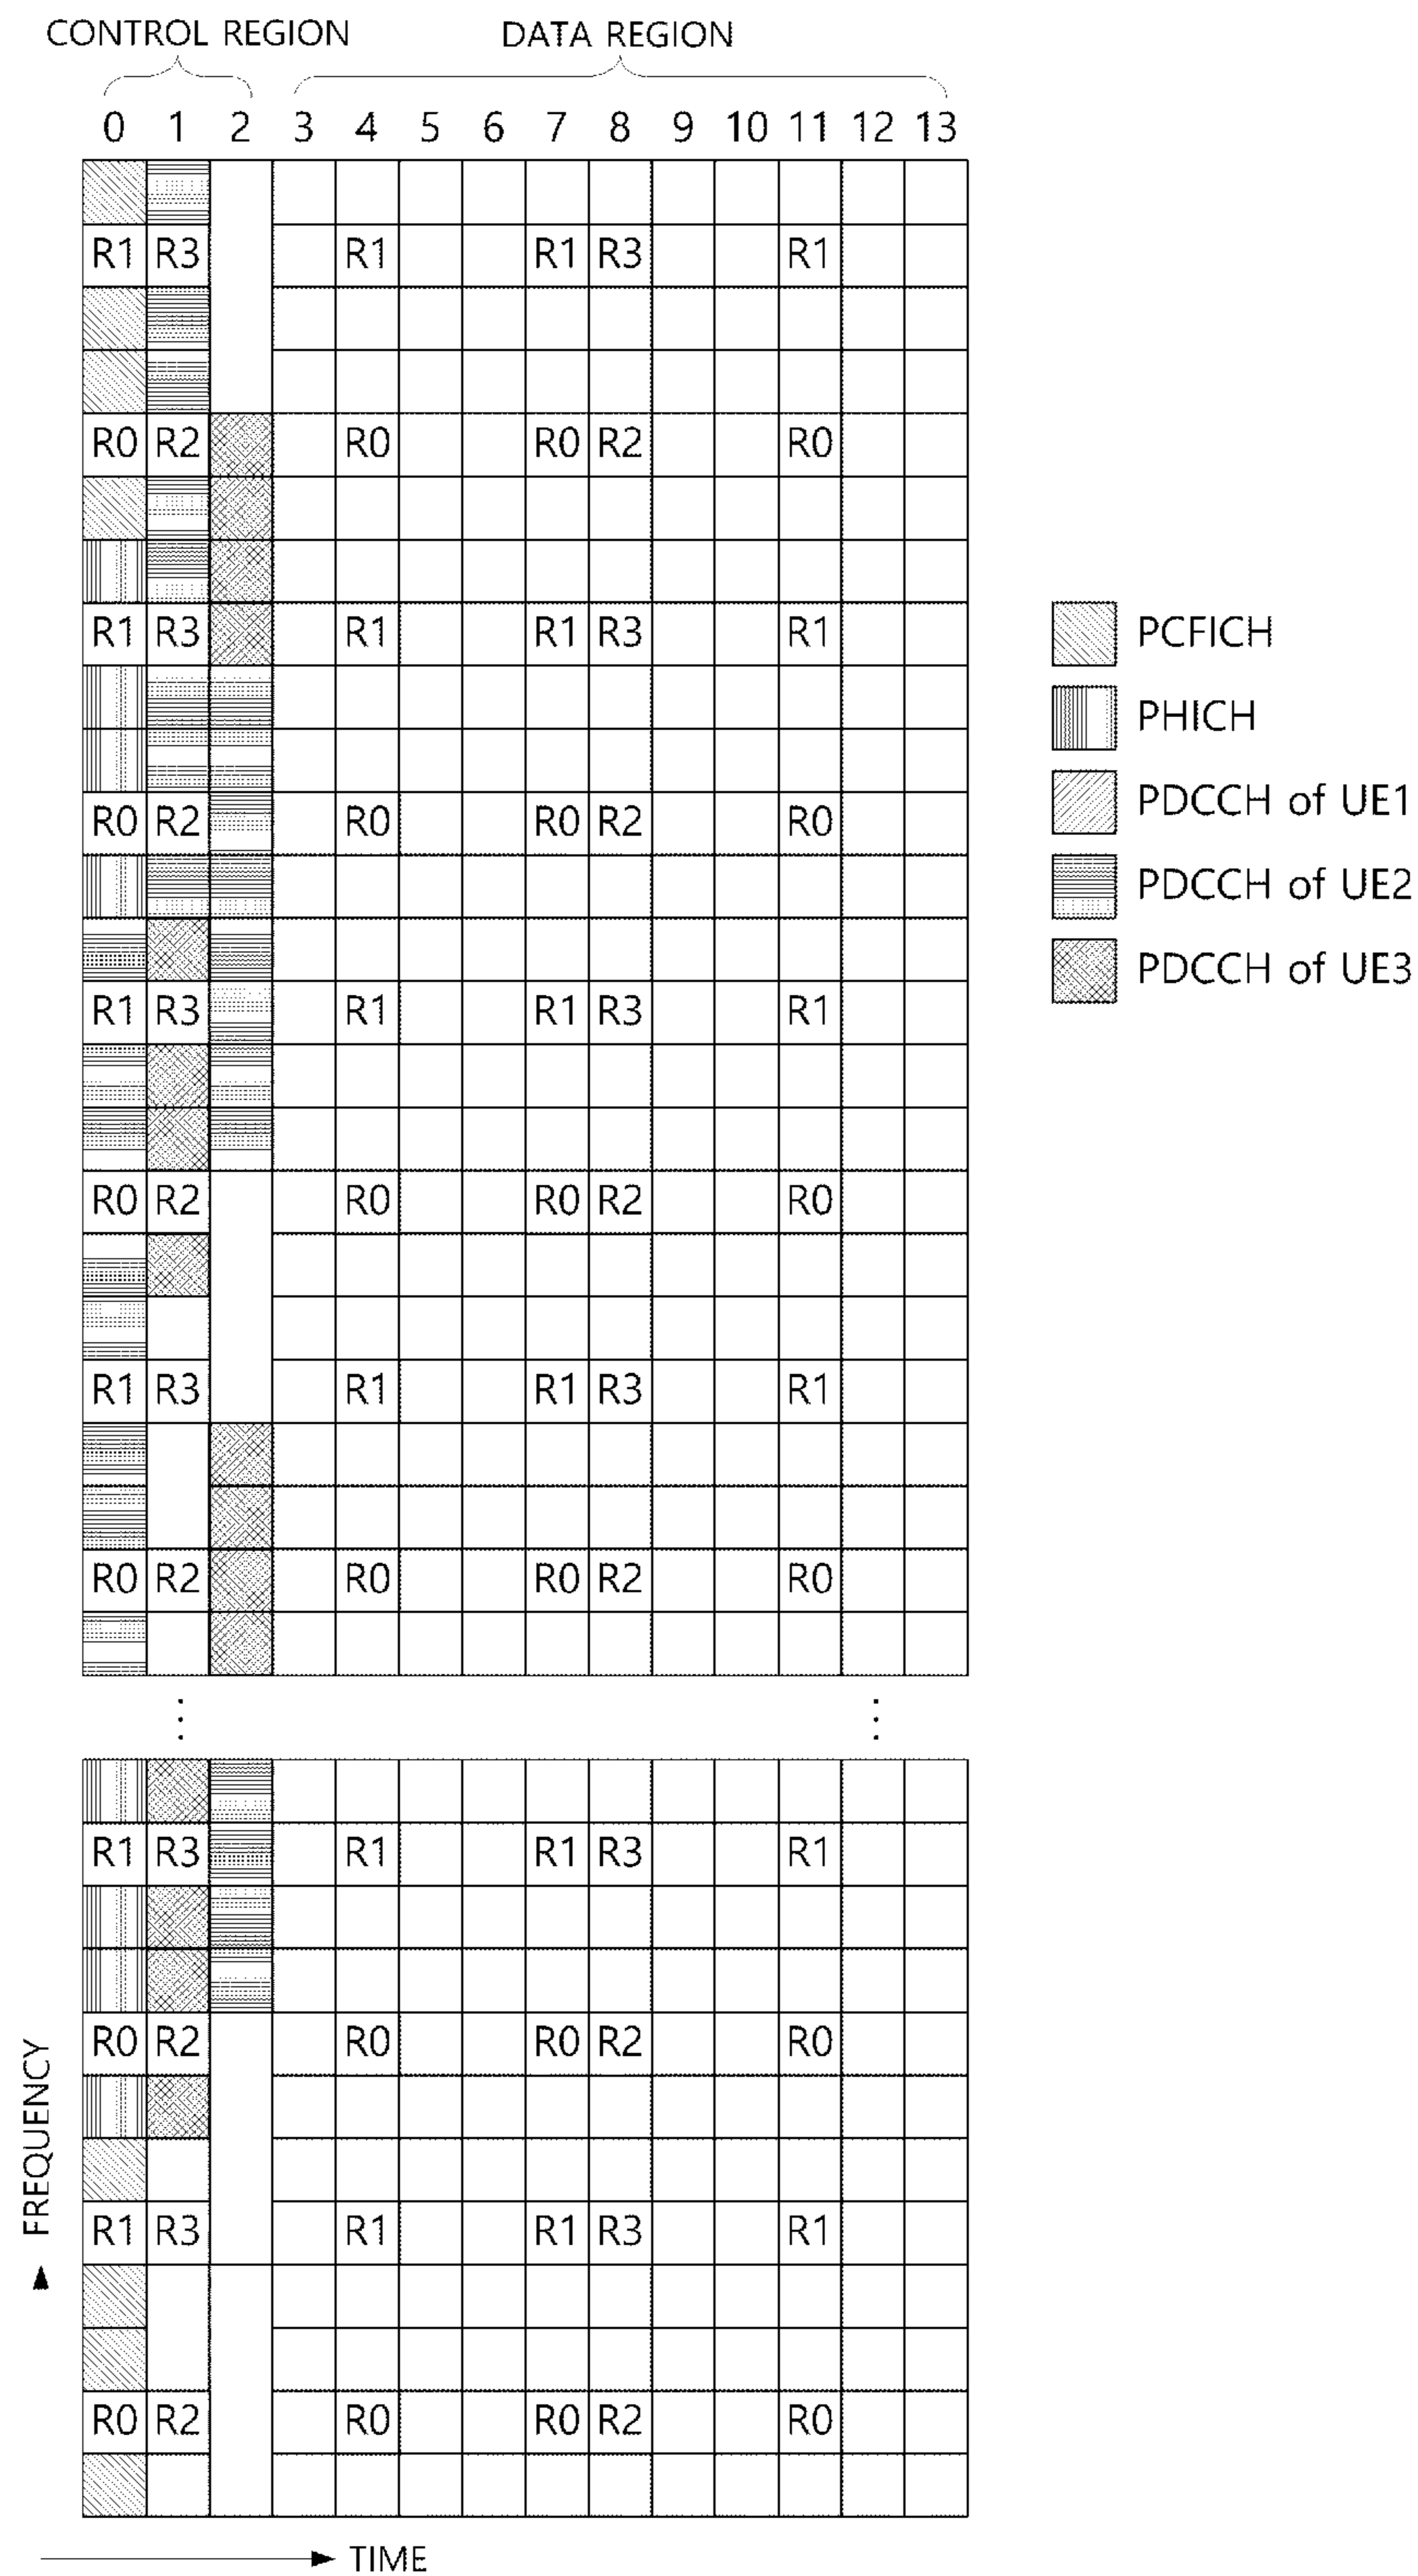 CONTROL REGION DATA REGION
0 1 2 3 4 5 6 7 8 9 10 11 12 13
R1 R3 R1 R1 R3 R1
R0 R2 R0 R0 R2 R0
R1 R3 R1 R1 R3 R1
R0 R2 R0 R0 R2 R0
R1 R3 R1 R1 R3 R1
R0 R2 R0 R0 R2 R0
R1 R3 R1 R1 R3 R1
R0 R2 R0 R0 R2 R0
R1 R3 R1 R1 R3 R1
R0 R2 R0 R0 R2 R0
R1 R3 R1 R1 R3 R1
R0 R2 R0 R0 R2 R0
FREQUENCY
TIME
PCFICH
PHICH
PDCCH of UE1
PDCCH of UE2
PDCCH of UE3